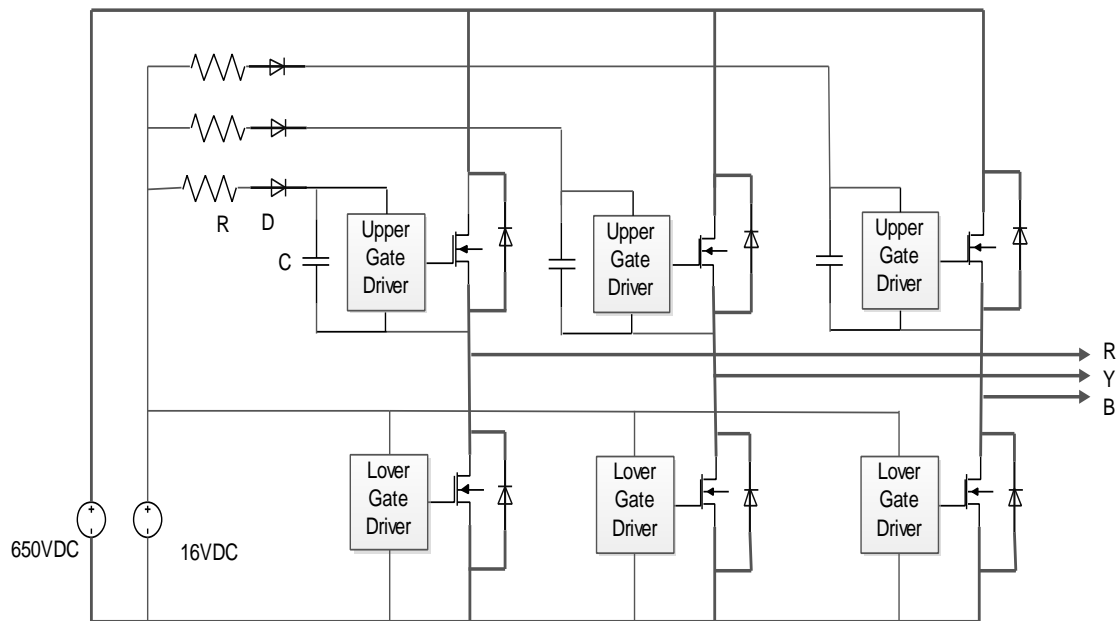 R
D
C
Upper
Gate
Driver
Upper
Gate
Driver
Upper
Gate
Driver
R
Y
B
Lover
Gate
Driver
Lover
Gate
Driver
Lover
Gate
Driver
+
-
650VDC
+
-
16VDC